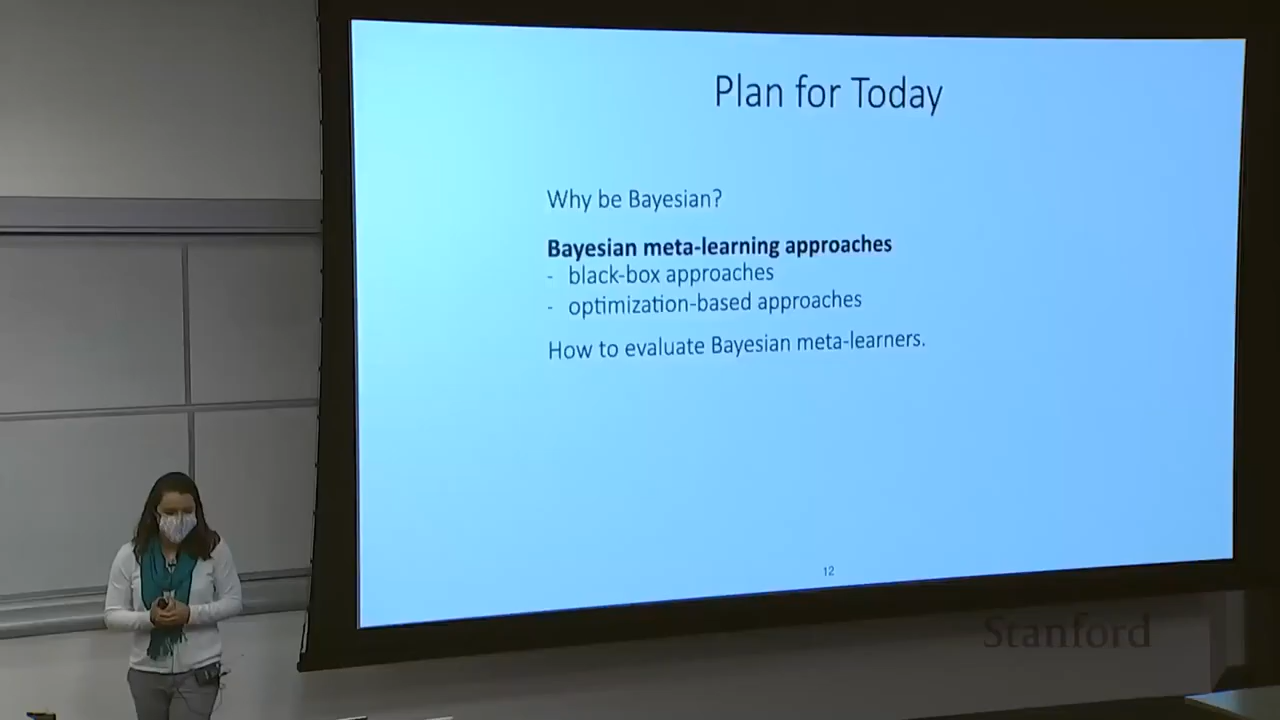 Plan for Today
Why be Bayesian?
Bayesian meta-learning approaches
- black-box approaches
- optimization-based approaches
How to evaluate Bayesian meta-learners.
12
Stanford